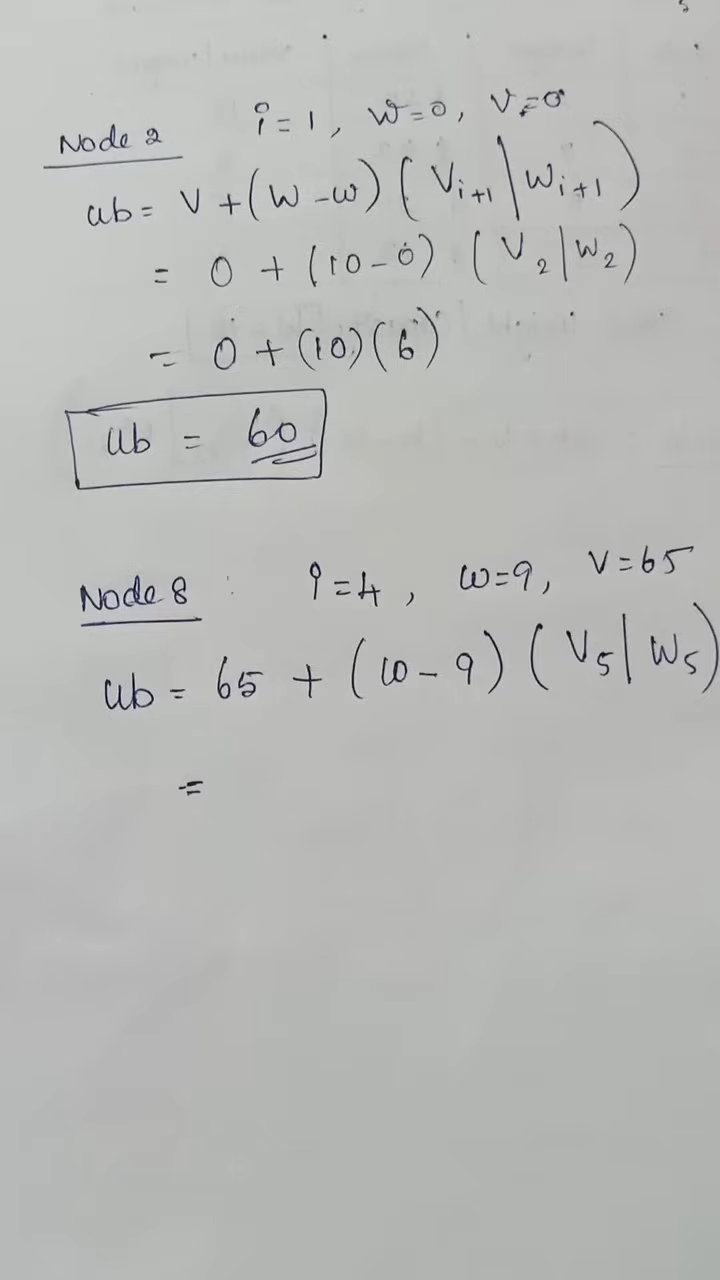 Node 2 i=1, w=0, v=0
ub = v+(W-w) (Vi+1|Wi+1)
= 0 + (10-0) (V2|W2)
= 0 + (10)(6)
ub = 60
Node 8 : i=4, w=9, v=65
ub = 65 + (10-9) (V5|W5)
=